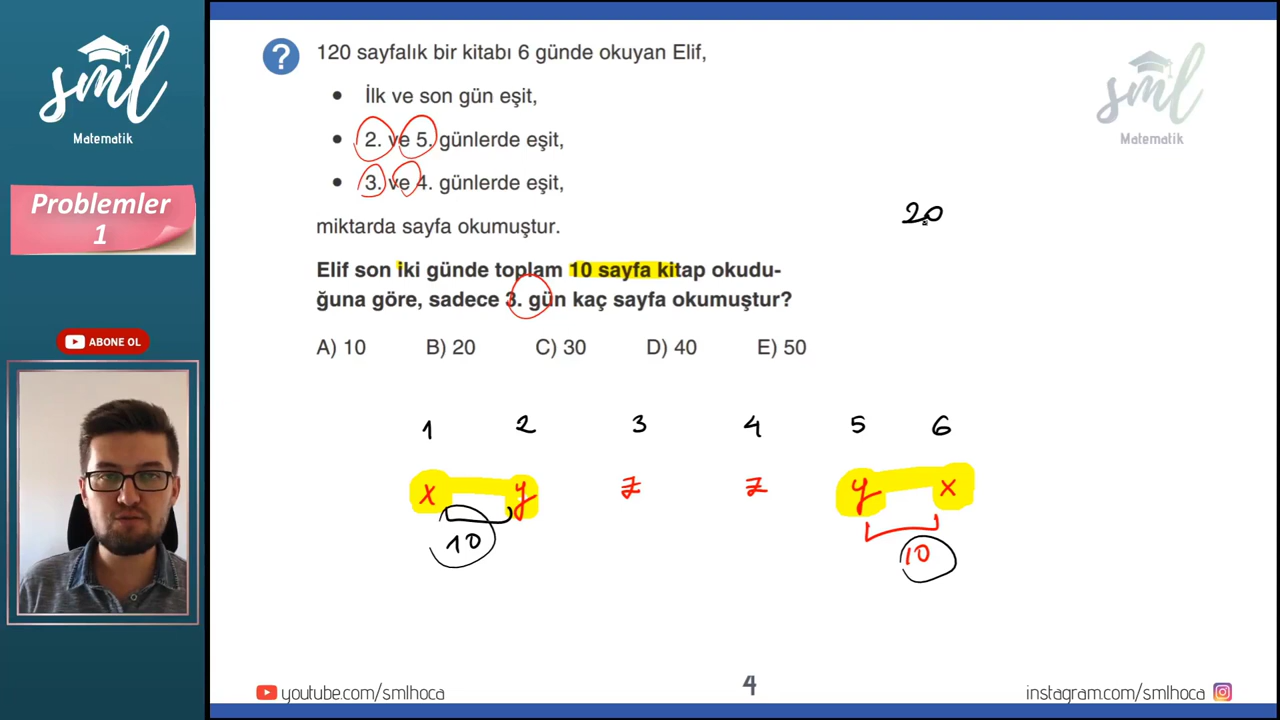 sml
Matematik
Problemler
1
ABONE OL
? 120 sayfalık bir kitabı 6 günde okuyan Elif,
• İlk ve son gün eşit,
• 2. ve 5. günlerde eşit,
• 3. ve 4. günlerde eşit,
miktarda sayfa okumuştur.
Elif son iki günde toplam 10 sayfa kitap okudu-
ğuna göre, sadece 3. gün kaç sayfa okumuştur?
A) 10 B) 20 C) 30 D) 40 E) 50
sml
Matematik
20
1 2 3 4 5 6
x y z z y x
10 10
youtube.com/smlhoca
4
instagram.com/smlhoca